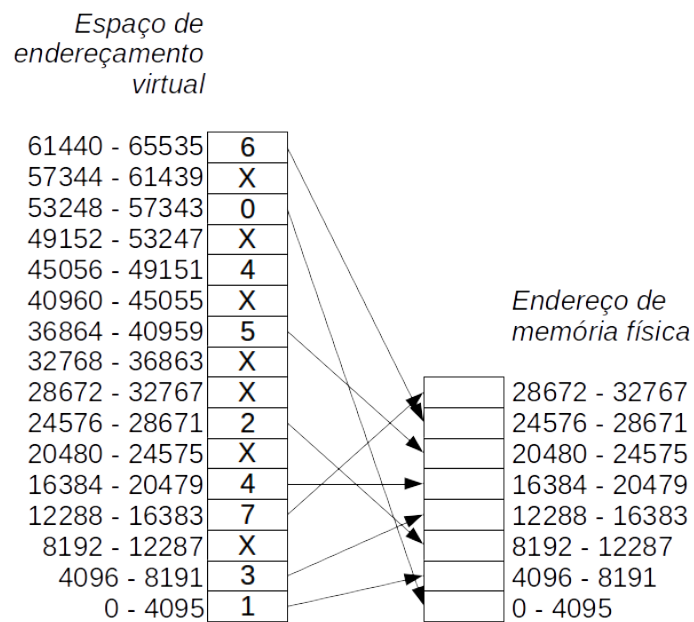 Espaço de
endereçamento
virtual
61440 - 65535 6
57344 - 61439 X
53248 - 57343 0
49152 - 53247 X
45056 - 49151 4
40960 - 45055 X
36864 - 40959 5
32768 - 36863 X
28672 - 32767 X
24576 - 28671 2
20480 - 24575 X
16384 - 20479 4
12288 - 16383 7
8192 - 12287 X
4096 - 8191 3
0 - 4095 1
Endereço de
memória física
28672 - 32767
24576 - 28671
20480 - 24575
16384 - 20479
12288 - 16383
8192 - 12287
4096 - 8191
0 - 4095